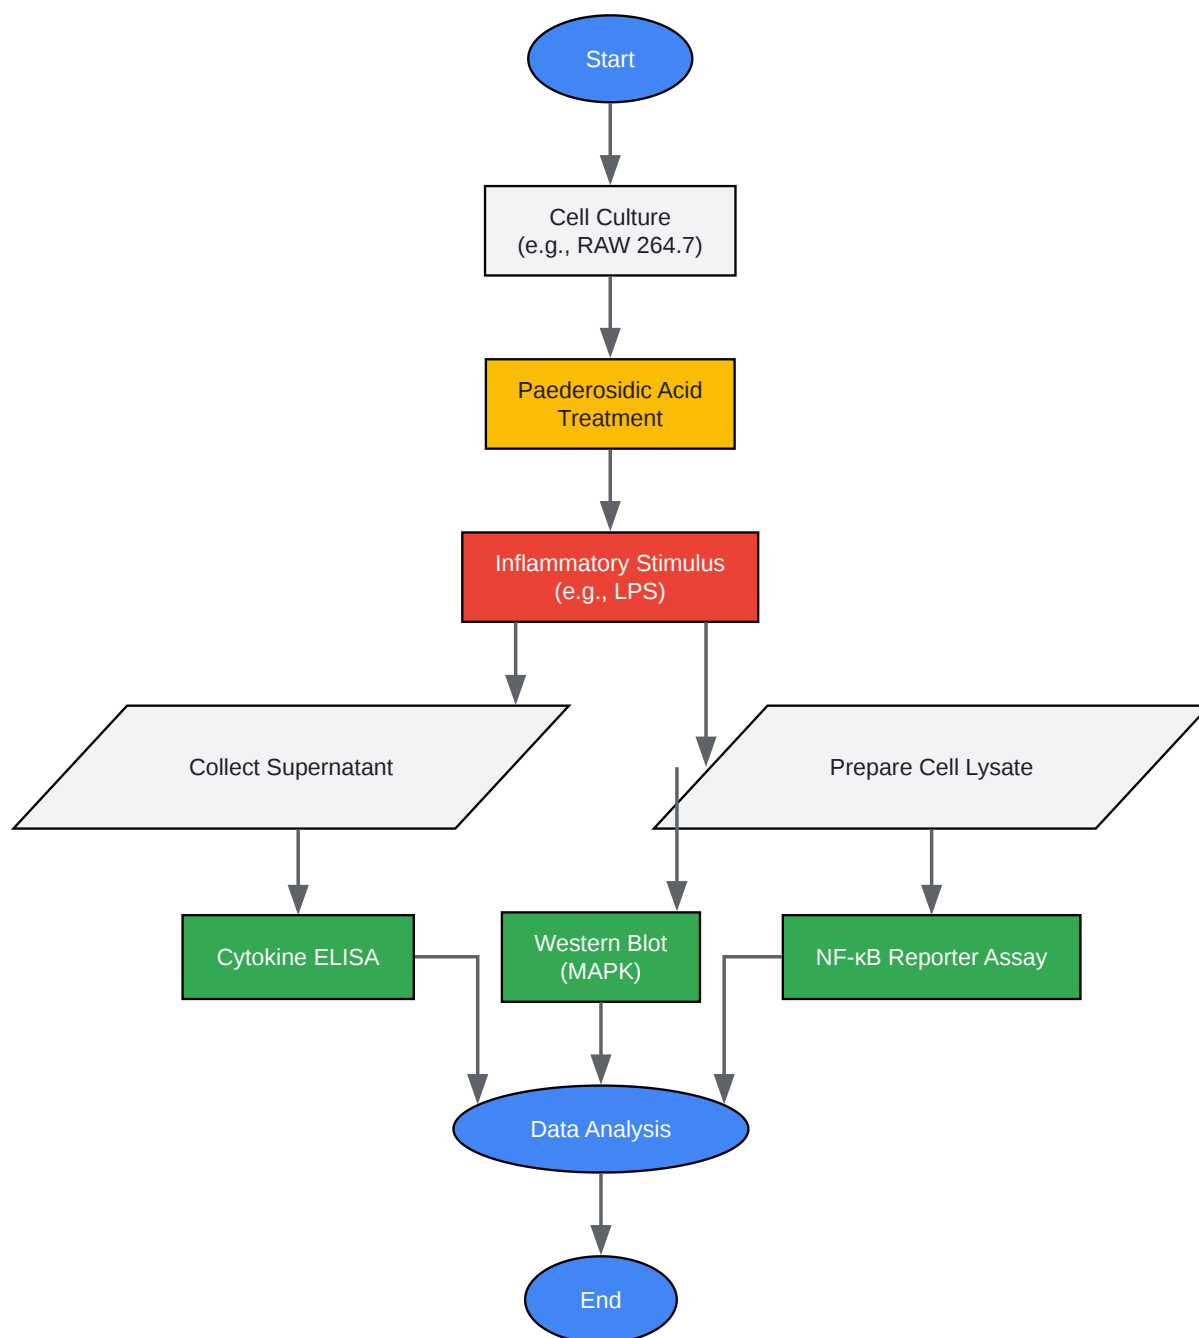 Start
Cell Culture
(e.g., RAW 264.7)
Paederosidic Acid
Treatment
Inflammatory Stimulus
(e.g., LPS)
Collect Supernatant
Prepare Cell Lysate
Cytokine ELISA
Western Blot
(MAPK)
NF-κB Reporter Assay
Data Analysis
End